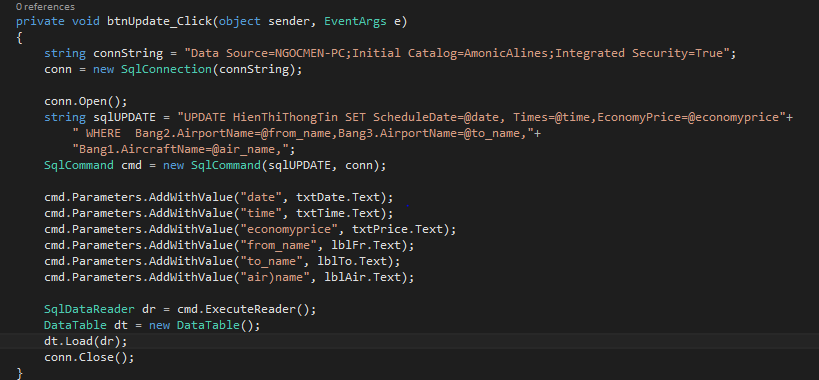 0 references
private void btnUpdate_Click(object sender, EventArgs e)
{
string connString = "Data Source=NGOCMEN-PC;Initial Catalog=AmonicAlines;Integrated Security=True";
conn = new SqlConnection(connString);
conn.Open();
string sqlUPDATE = "UPDATE HienThiThongTin SET ScheduleDate=@date, Times=@time,EconomyPrice=@economyprice"+
" WHERE  Bang2.AirportName=@from_name,Bang3.AirportName=@to_name,"+
"Bang1.AircraftName=@air_name,";
SqlCommand cmd = new SqlCommand(sqlUPDATE, conn);
cmd.Parameters.AddWithValue("date", txtDate.Text);
cmd.Parameters.AddWithValue("time", txtTime.Text);
cmd.Parameters.AddWithValue("economyprice", txtPrice.Text);
cmd.Parameters.AddWithValue("from_name", lblFr.Text);
cmd.Parameters.AddWithValue("to_name", lblTo.Text);
cmd.Parameters.AddWithValue("air)name", lblAir.Text);
SqlDataReader dr = cmd.ExecuteReader();
DataTable dt = new DataTable();
dt.Load(dr);
conn.Close();
}